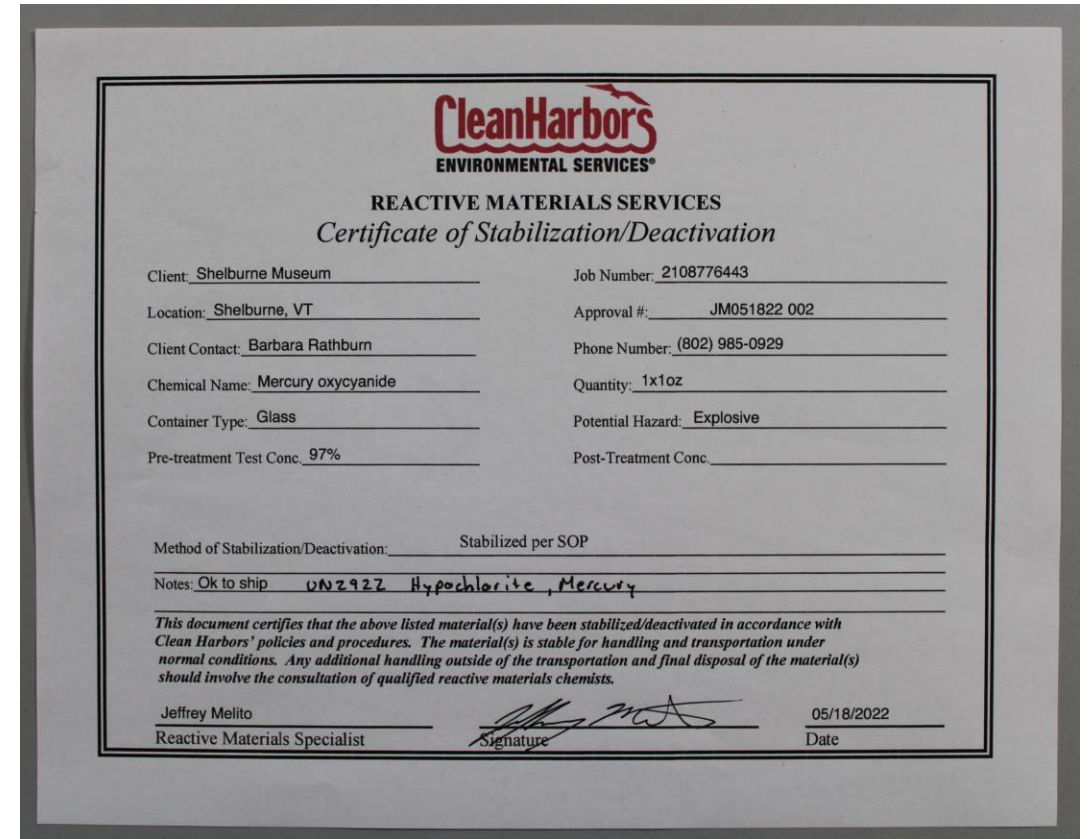 CleanHarbors
ENVIRONMENTAL SERVICES®
REACTIVE MATERIALS SERVICES
Certificate of Stabilization/Deactivation
Client: Shelburne Museum
Job Number: 2108776443
Location: Shelburne, VT
Approval #: JM051822 002
Client Contact: Barbara Rathburn
Phone Number: (802) 985-0929
Chemical Name: Mercury oxycyanide
Quantity: 1x1oz
Container Type: Glass
Potential Hazard: Explosive
Pre-treatment Test Conc. 97%
Post-Treatment Conc.
Method of Stabilization/Deactivation: Stabilized per SOP
Notes: Ok to ship UN2922 Hypochlorite, Mercury
This document certifies that the above listed material(s) have been stabilized/deactivated in accordance with
Clean Harbors' policies and procedures. The material(s) is stable for handling and transportation under
normal conditions. Any additional handling outside of the transportation and final disposal of the material(s)
should involve the consultation of qualified reactive materials chemists.
Jeffrey Melito
05/18/2022
Reactive Materials Specialist
Signature
Date